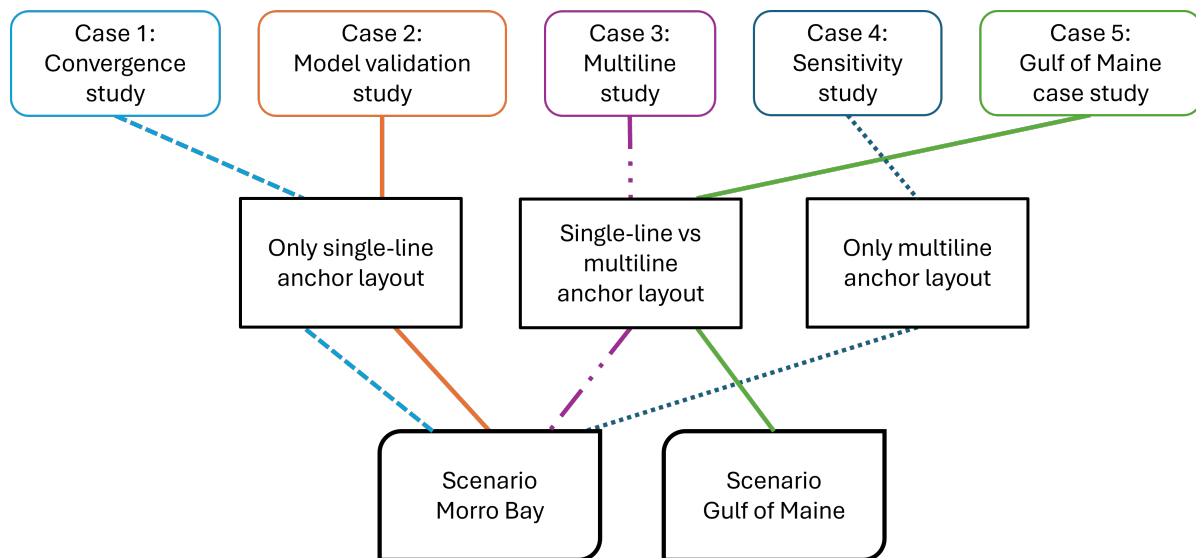 Case 1:
Convergence
study
Case 2:
Model validation
study
Case 3:
Multiline
study
Case 4:
Sensitivity
study
Case 5:
Gulf of Maine
case study
Only single-line
anchor layout
Single-line vs
multiline
anchor layout
Only multiline
anchor layout
Scenario
Morro Bay
Scenario
Gulf of Maine